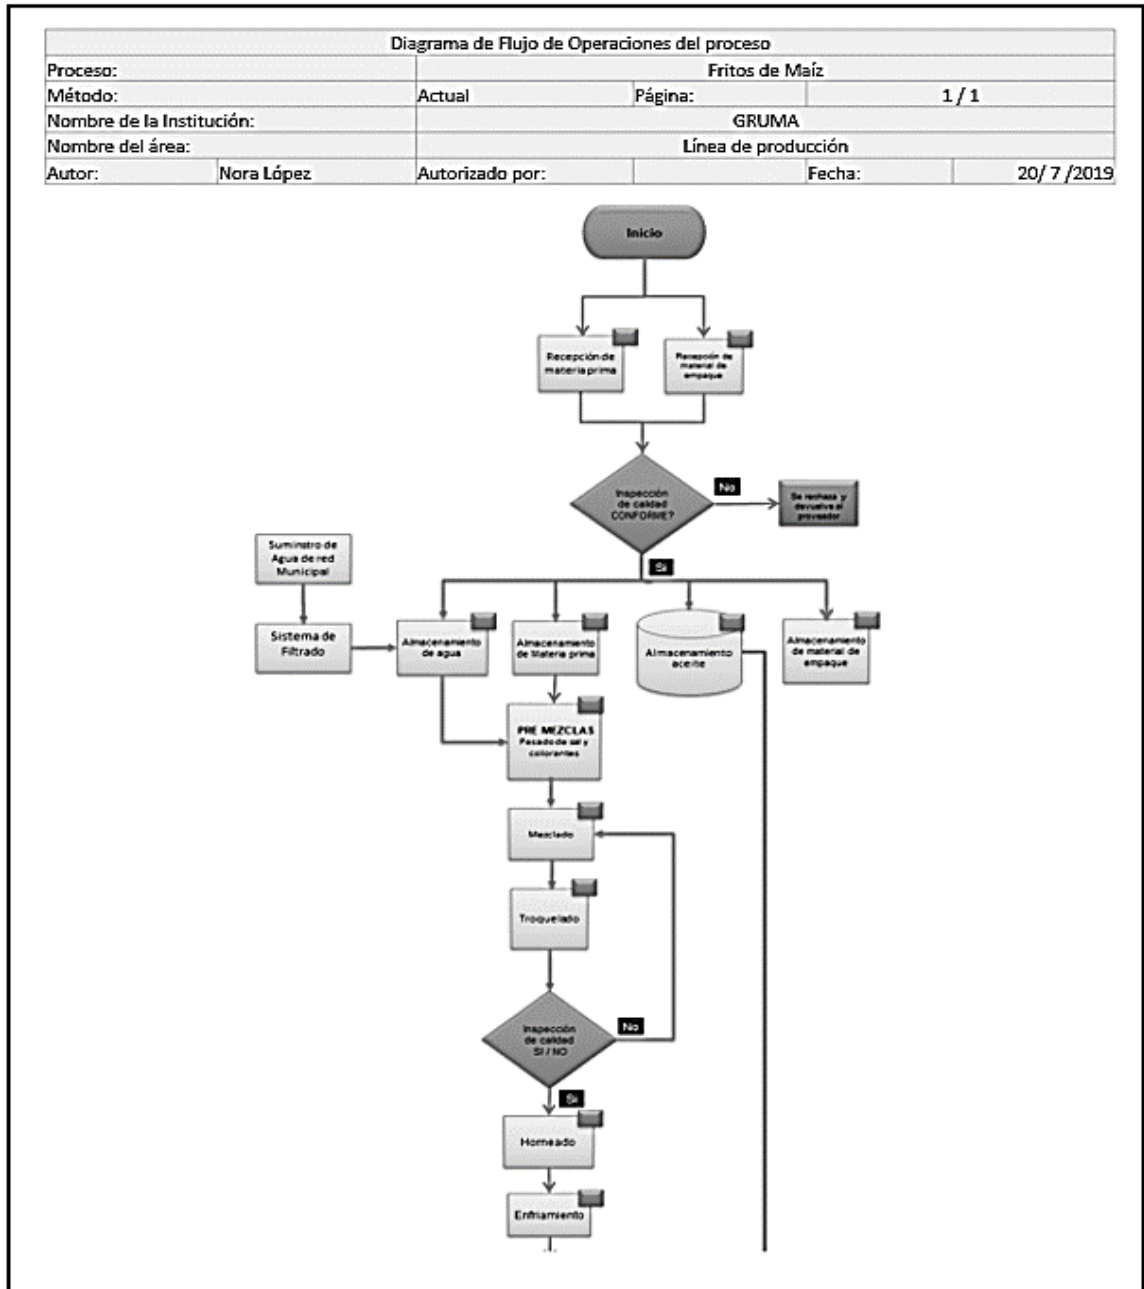 Diagrama de Flujo de Operaciones del proceso
Proceso: Fritos de Maíz
Método: Actual Página: 1 / 1
Nombre de la Institución: GRUMA
Nombre del área: Línea de producción
Autor: Nora López Autorizado por: Fecha: 20/ 7 /2019
Inicio
Recepción de
materia prima
Recepción de
material de
empaque
Inspección
de calidad
CONFORME?
No
Se rechaza y
devuelve al
proveedor
Si
Suministro de
Agua de red
Municipal
Sistema de
Filtrado
Almacenamiento
de agua
Almacenamiento
de Materia prima
Almacenamiento
aceite
Almacenamiento
de material de
empaque
PRE MEZCLAS
Pesado de sal y
colorantes
Mezclado
Troquelado
Inspección
de calidad
SI / NO
No
Si
Horneado
Enfriamiento